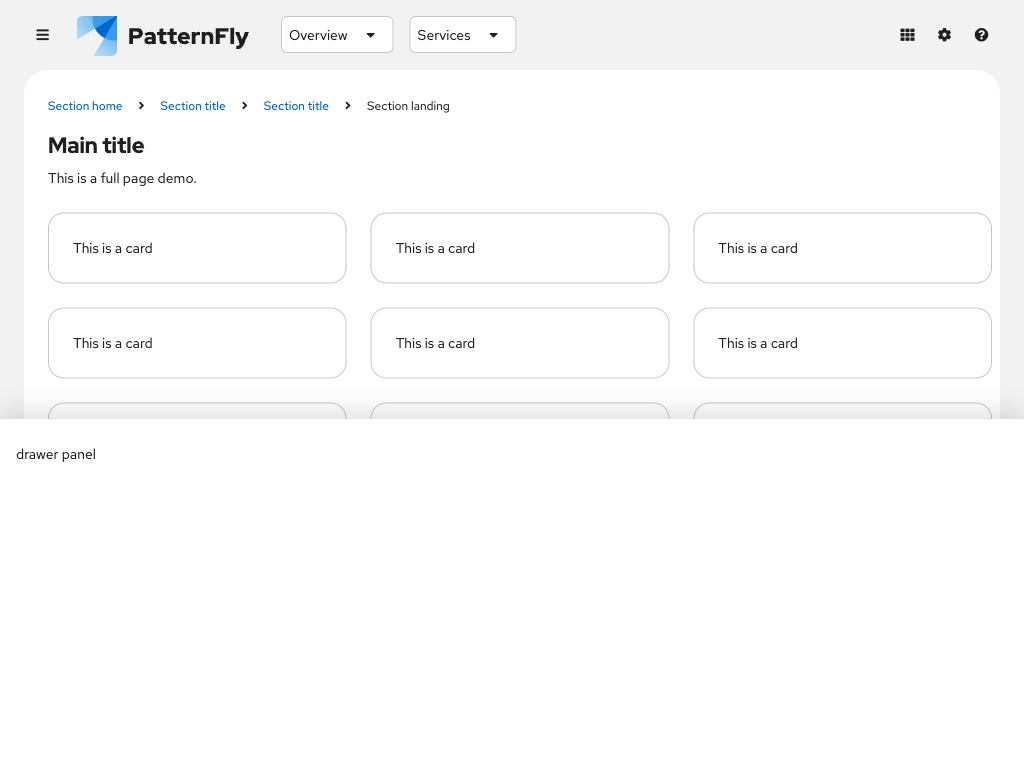 PatternFly Overview Services
Section home Section title Section title Section landing
Main title
This is a full page demo.
This is a card This is a card This is a card
This is a card This is a card This is a card
drawer panel